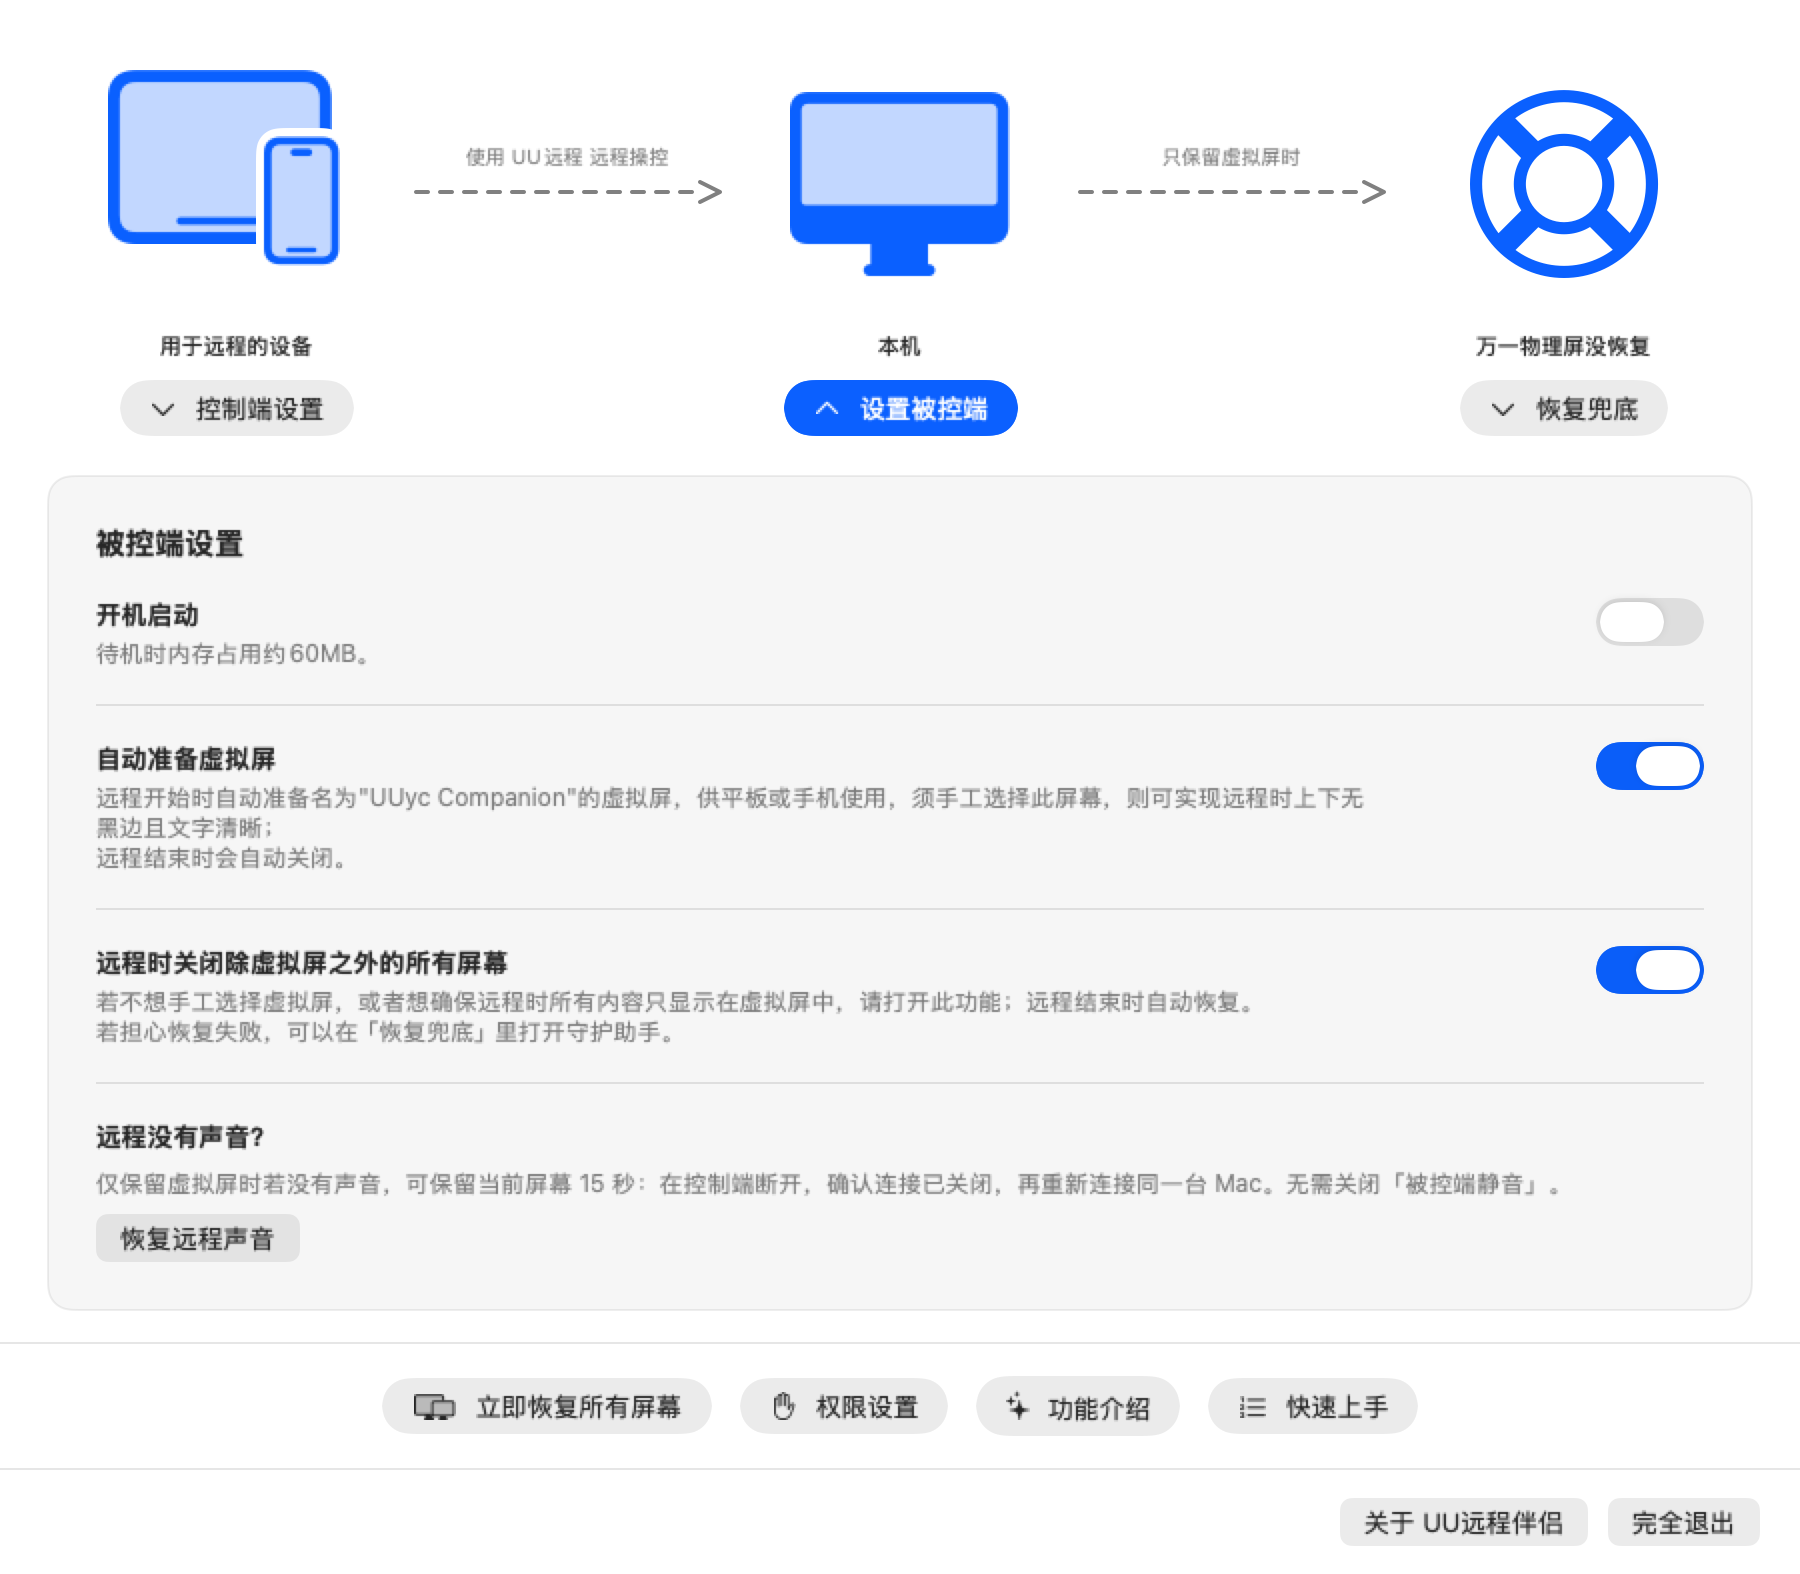 使用 UU远程 远程操控
只保留虚拟屏时
用于远程的设备
本机
万一物理屏没恢复
控制端设置
设置被控端
恢复兜底
被控端设置
开机启动
待机时内存占用约60MB。
自动准备虚拟屏
远程开始时自动准备名为"UUyc Companion"的虚拟屏，供平板或手机使用，须手工选择此屏幕，则可实现远程时上下无
黑边且文字清晰；
远程结束时会自动关闭。
远程时关闭除虚拟屏之外的所有屏幕
若不想手工选择虚拟屏，或者想确保远程时所有内容只显示在虚拟屏中，请打开此功能；远程结束时自动恢复。
若担心恢复失败，可以在「恢复兜底」里打开守护助手。
远程没有声音？
仅保留虚拟屏时若没有声音，可保留当前屏幕 15 秒：在控制端断开，确认连接已关闭，再重新连接同一台 Mac。无需关闭「被控端静音」。
恢复远程声音
立即恢复所有屏幕
权限设置
功能介绍
快速上手
关于 UU远程伴侣
完全退出